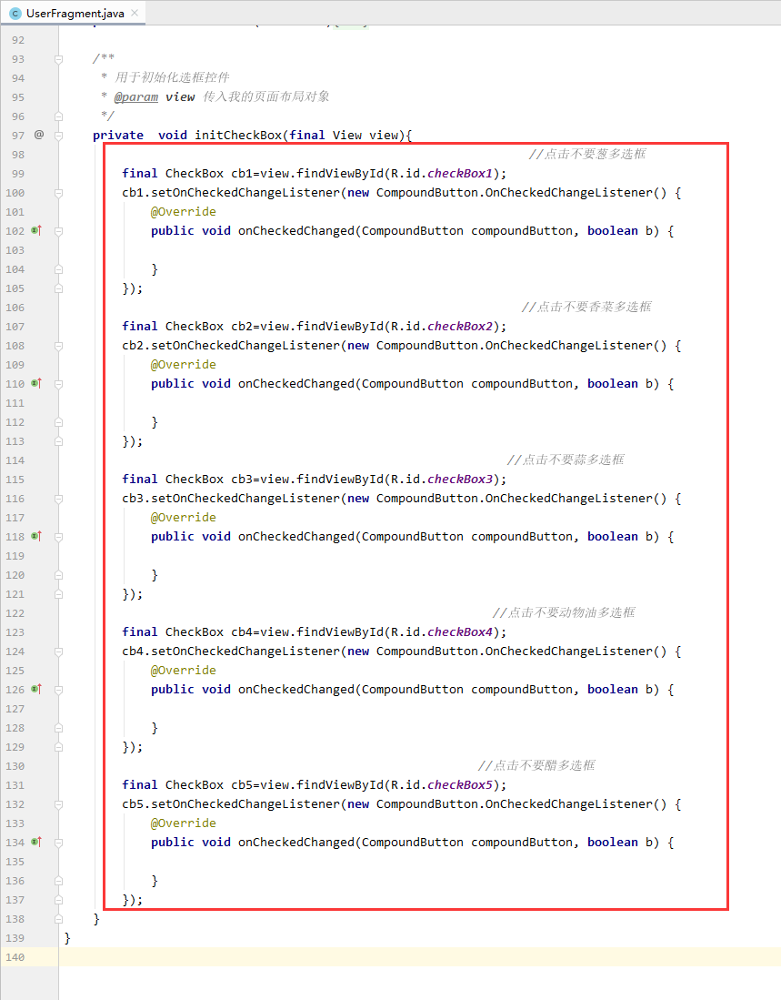 UserFragment.java
92
93 /**
94 * 用于初始化选框控件
95 * @param view 传入我的页面布局对象
96 */
97 @ private  void initCheckBox(final View view){
98 //点击不要葱多选框
99 final CheckBox cb1=view.findViewById(R.id.checkBox1);
100 cb1.setOnCheckedChangeListener(new CompoundButton.OnCheckedChangeListener() {
101 @Override
102 public void onCheckedChanged(CompoundButton compoundButton, boolean b) {
103
104 }
105 });
106 //点击不要香菜多选框
107 final CheckBox cb2=view.findViewById(R.id.checkBox2);
108 cb2.setOnCheckedChangeListener(new CompoundButton.OnCheckedChangeListener() {
109 @Override
110 public void onCheckedChanged(CompoundButton compoundButton, boolean b) {
111
112 }
113 });
114 //点击不要蒜多选框
115 final CheckBox cb3=view.findViewById(R.id.checkBox3);
116 cb3.setOnCheckedChangeListener(new CompoundButton.OnCheckedChangeListener() {
117 @Override
118 public void onCheckedChanged(CompoundButton compoundButton, boolean b) {
119
120 }
121 });
122 //点击不要动物油多选框
123 final CheckBox cb4=view.findViewById(R.id.checkBox4);
124 cb4.setOnCheckedChangeListener(new CompoundButton.OnCheckedChangeListener() {
125 @Override
126 public void onCheckedChanged(CompoundButton compoundButton, boolean b) {
127
128 }
129 });
130 //点击不要醋多选框
131 final CheckBox cb5=view.findViewById(R.id.checkBox5);
132 cb5.setOnCheckedChangeListener(new CompoundButton.OnCheckedChangeListener() {
133 @Override
134 public void onCheckedChanged(CompoundButton compoundButton, boolean b) {
135
136 }
137 });
138 }
139 }
140